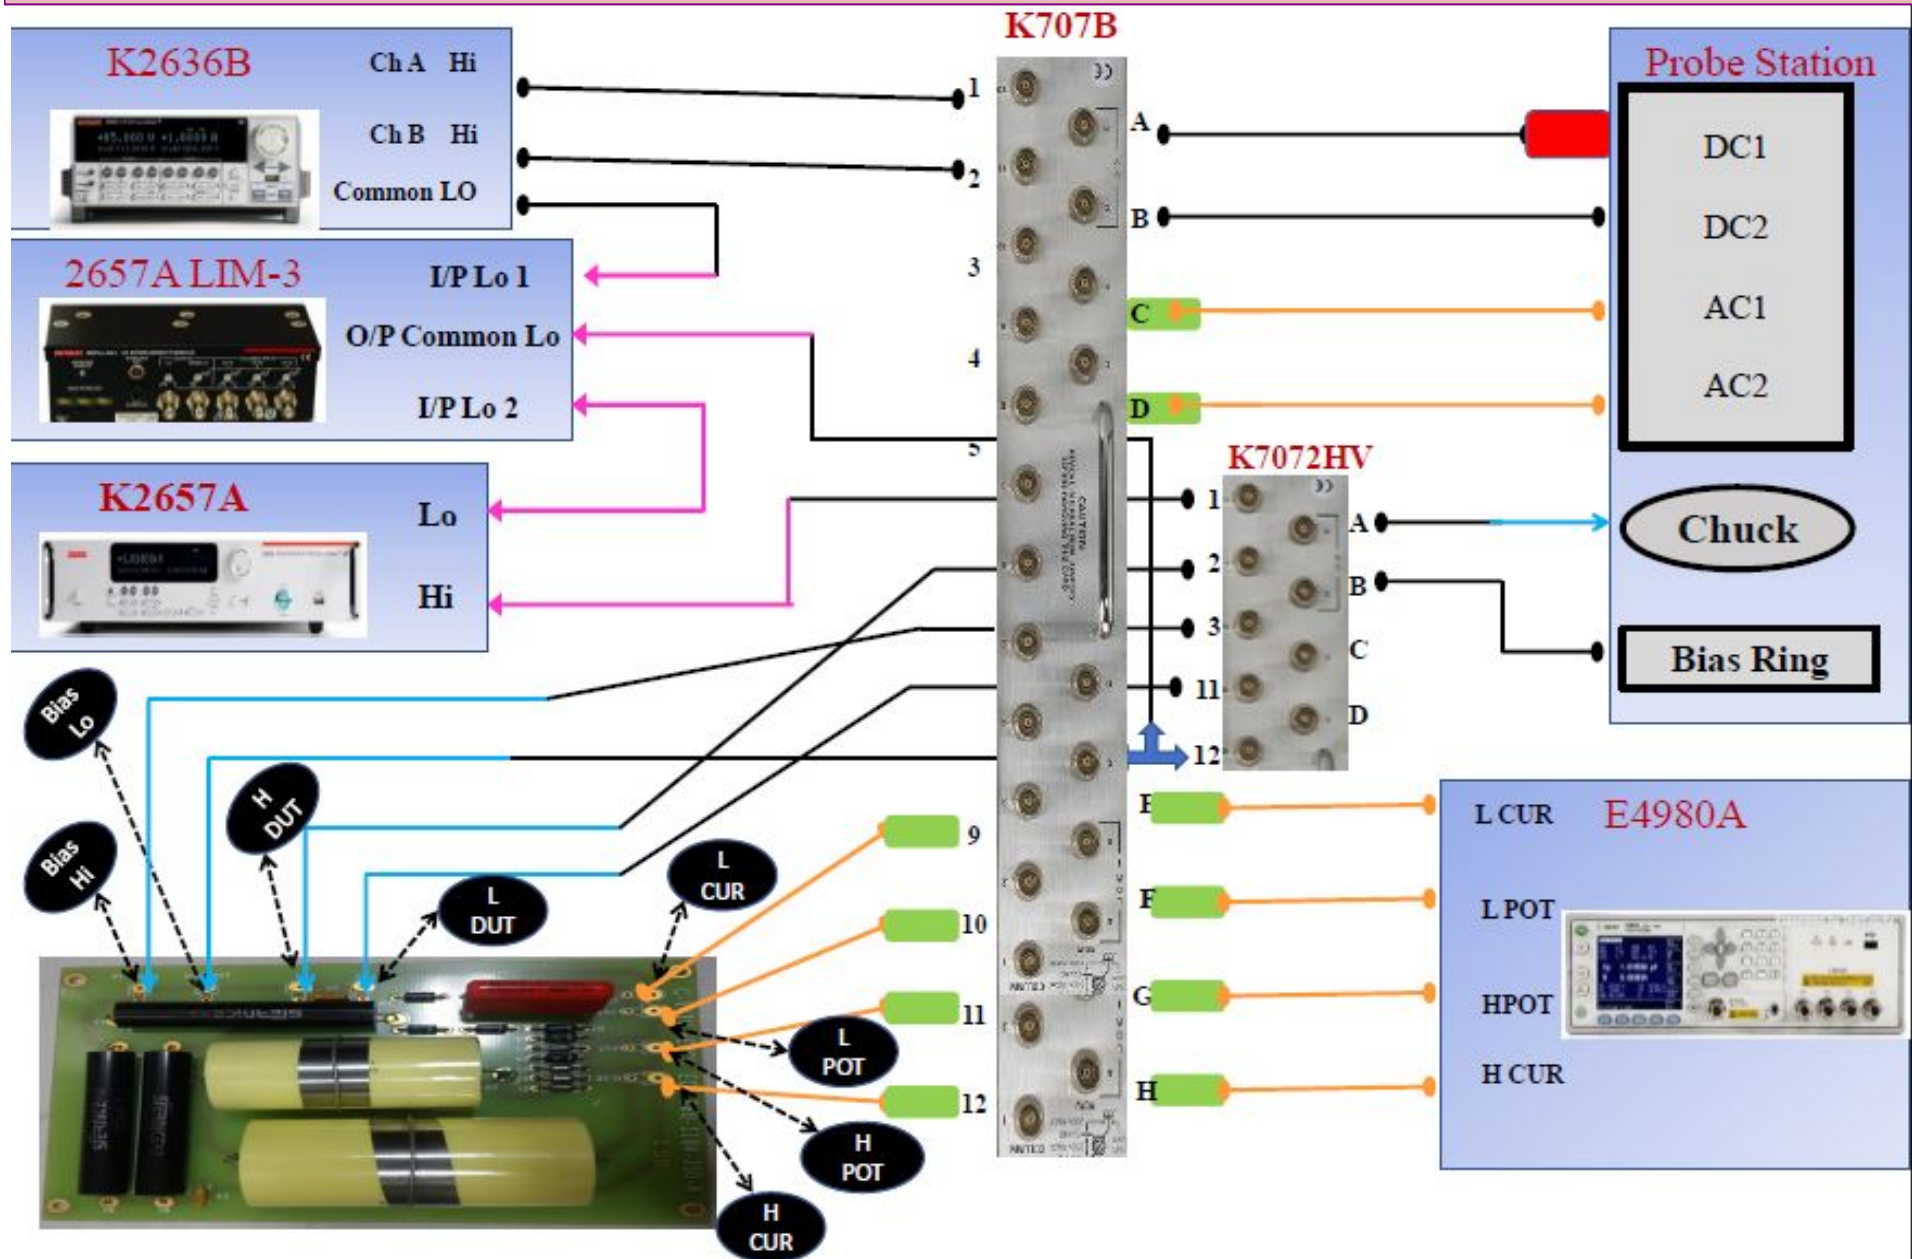 K707B
K2636B
Ch A Hi
Ch B Hi
Common LO
2657A LIM-3
I/P Lo 1
O/P Common Lo
I/P Lo 2
K2657A
Lo
Hi
1
2
3
4
5
9
10
11
12
A
B
C
D
E
F
G
H
CAUTION
K7072HV
1
2
3
11
12
A
B
C
D
Probe Station
DC1
DC2
AC1
AC2
Chuck
Bias Ring
E4980A
L CUR
L POT
HPOT
H CUR
Bias
Lo
Bias
Hi
H
DUT
L
DUT
L
CUR
L
POT
H
POT
H
CUR